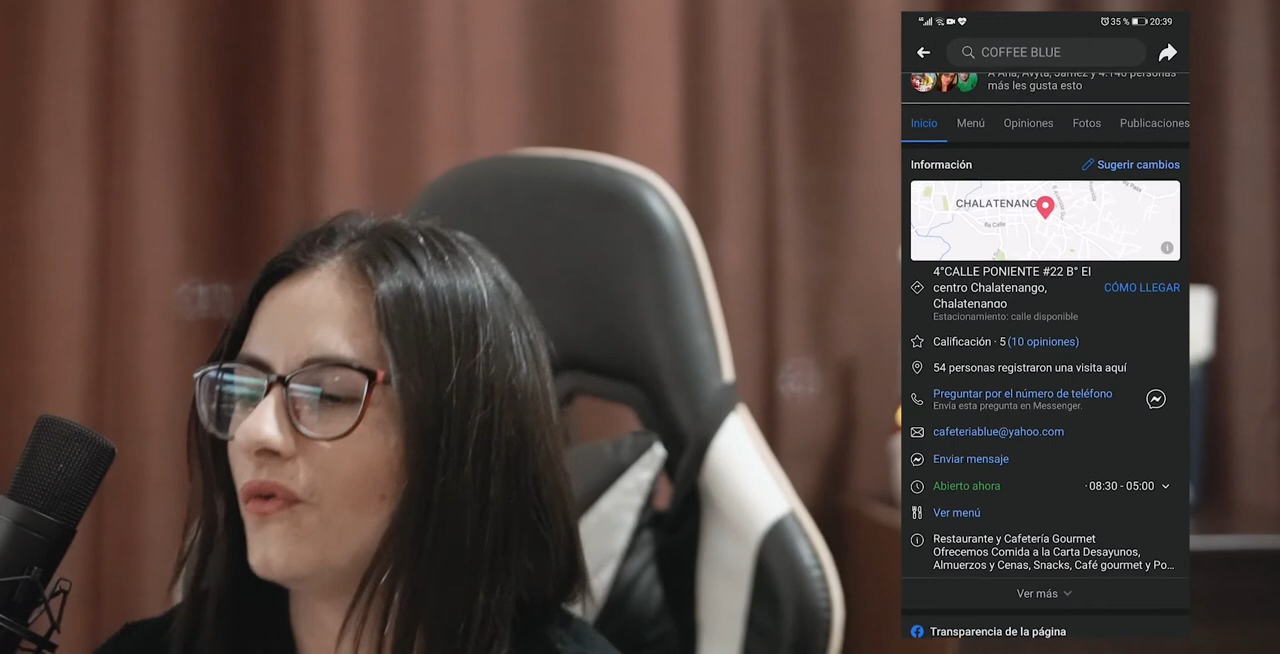 35 % 20:39
COFFEE BLUE
A Ana, Avyta, Jamez y 4.146 personas
más les gusta esto
Inicio Menú Opiniones Fotos Publicaciones
Información Sugerir cambios
CHALATENANG
4°CALLE PONIENTE #22 B° El
centro Chalatenango,
Chalatenango
CÓMO LLEGAR
Estacionamiento: calle disponible
Calificación · 5 (10 opiniones)
54 personas registraron una visita aquí
Preguntar por el número de teléfono
Envía esta pregunta en Messenger.
cafeteriablue@yahoo.com
Enviar mensaje
Abierto ahora · 08:30 - 05:00
Ver menú
Restaurante y Cafetería Gourmet
Ofrecemos Comida a la Carta Desayunos,
Almuerzos y Cenas, Snacks, Café gourmet y Po...
Ver más
Transparencia de la página